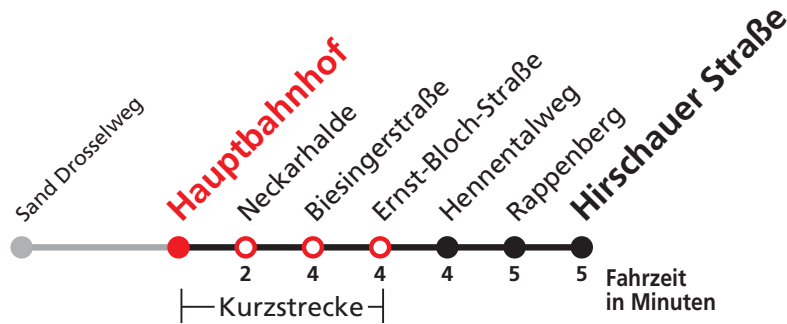 Sand Drosselweg
Hauptbahnhof
Neckarhalde
Biesingerstraße
Ernst-Bloch-Straße
Hennentalweg
Rappenberg
Hirschauer Straße
2 4 4 4 5 5 Fahrzeit
in Minuten
Kurzstrecke